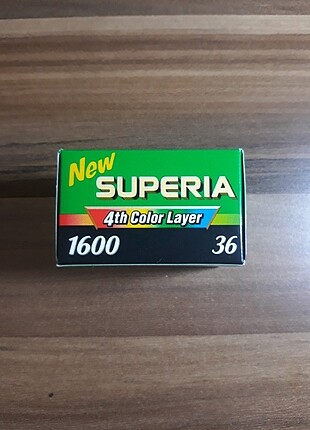 New
SUPERIA
4th Color Layer
1600 36